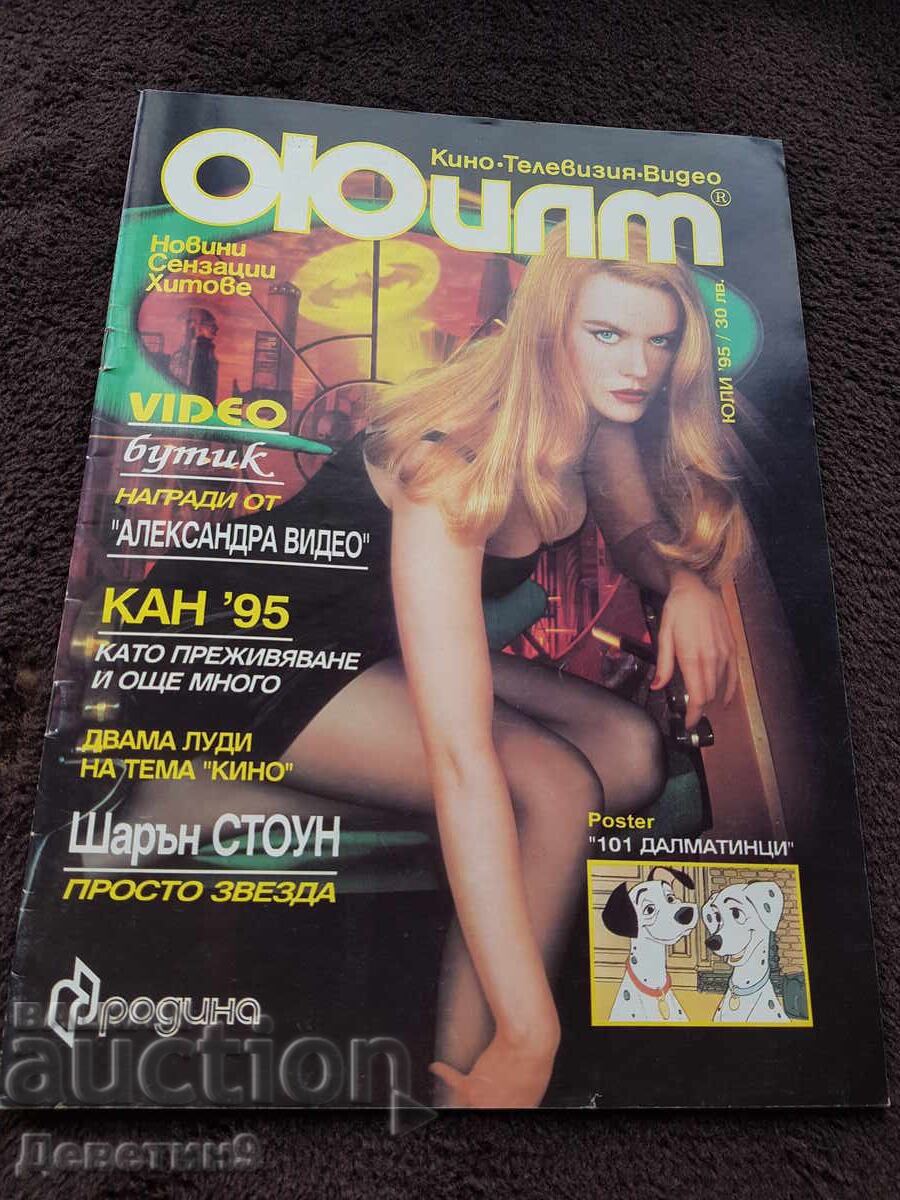 Кино•Телевизия•Видео
Филм®
Новини
Сензации
Хитове
ЮЛИ '95 / 30 лв.
VIDEO
бутик
НАГРАДИ ОТ
"АЛЕКСАНДРА ВИДЕО"
КАН '95
КАТО ПРЕЖИВЯВАНЕ
И ОЩЕ МНОГО
ДВАМА ЛУДИ
НА ТЕМА "КИНО"
Шарън СТОУН
ПРОСТО ЗВЕЗДА
Poster
"101 ДАЛМАТИНЦИ"
родина
auction
Деветин9